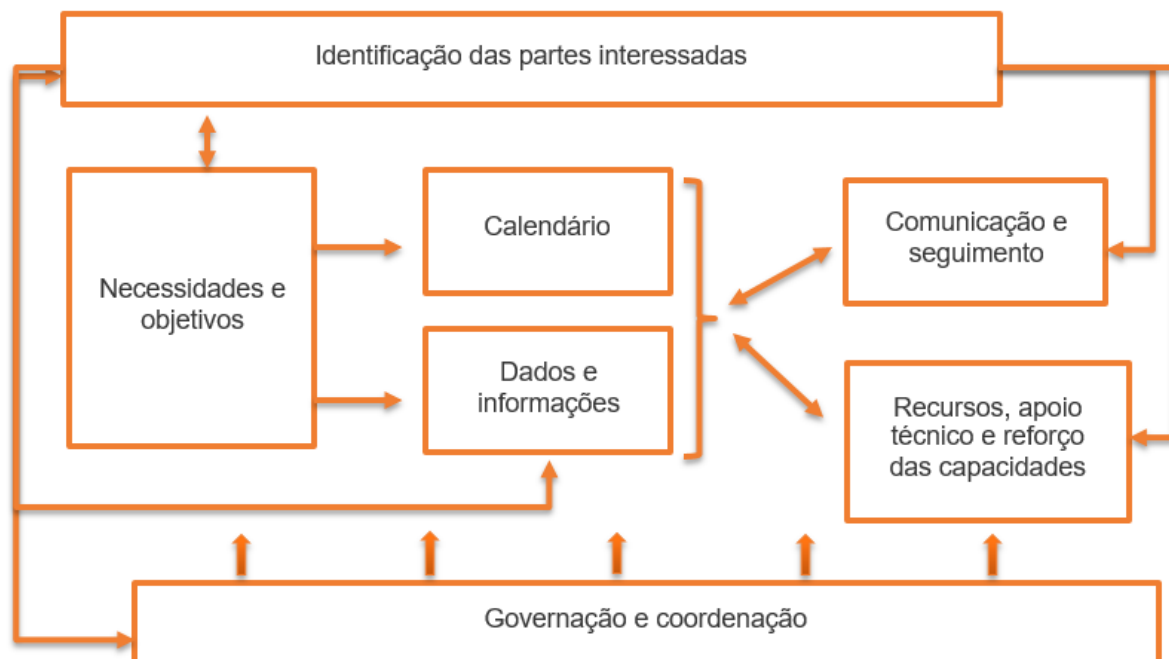 Identificação das partes interessadas
Necessidades e
objetivos
Calendário
Dados e
informações
Comunicação e
seguimento
Recursos, apoio
técnico e reforço
das capacidades
Governação e coordenação